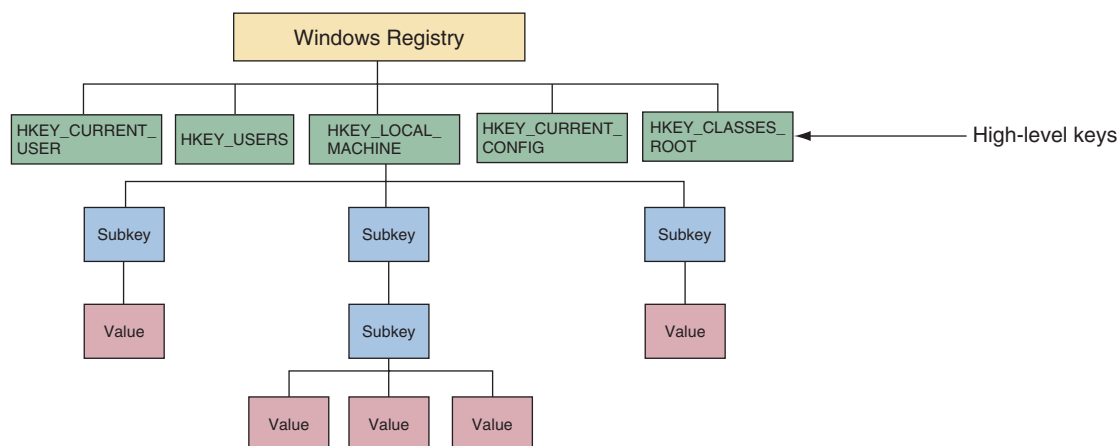 Windows Registry
HKEY_CURRENT_
USER
HKEY_USERS
HKEY_LOCAL_
MACHINE
HKEY_CURRENT_
CONFIG
HKEY_CLASSES_
ROOT
High-level keys
Subkey
Subkey
Subkey
Value
Subkey
Value
Value
Value
Value